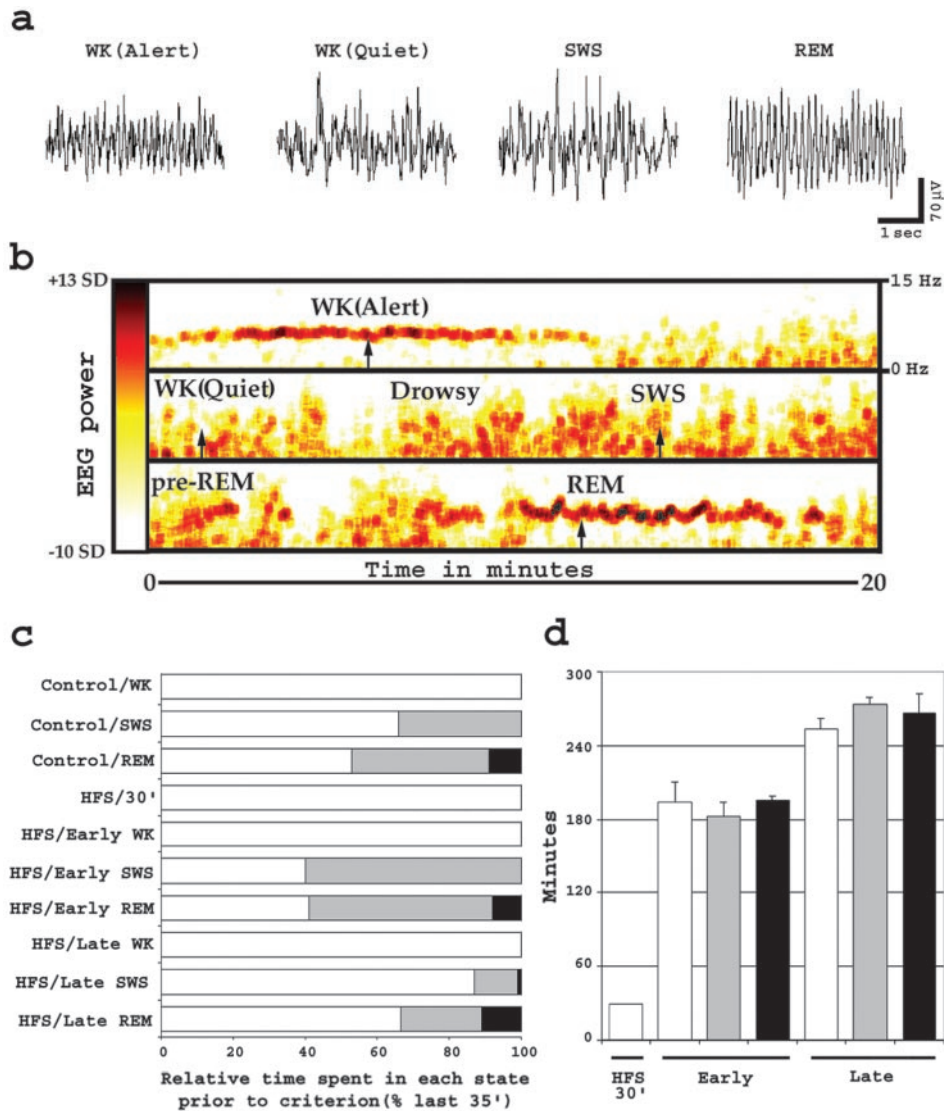 a
WK(Alert)
WK(Quiet)
SWS
REM
70μV
1sec
b
+13 SD
EEG power
-10 SD
15 Hz
0 Hz
WK(Alert)
WK(Quiet)
Drowsy
SWS
pre-REM
REM
0
Time in minutes
20
c
Control/WK
Control/SWS
Control/REM
HFS/30'
HFS/Early WK
HFS/Early SWS
HFS/Early REM
HFS/Late WK
HFS/Late SWS
HFS/Late REM
0 20 40 60 80 100
Relative time spent in each state
prior to criterion(% last 35')
d
Minutes
300
240
180
120
60
0
HFS
30'
Early
Late